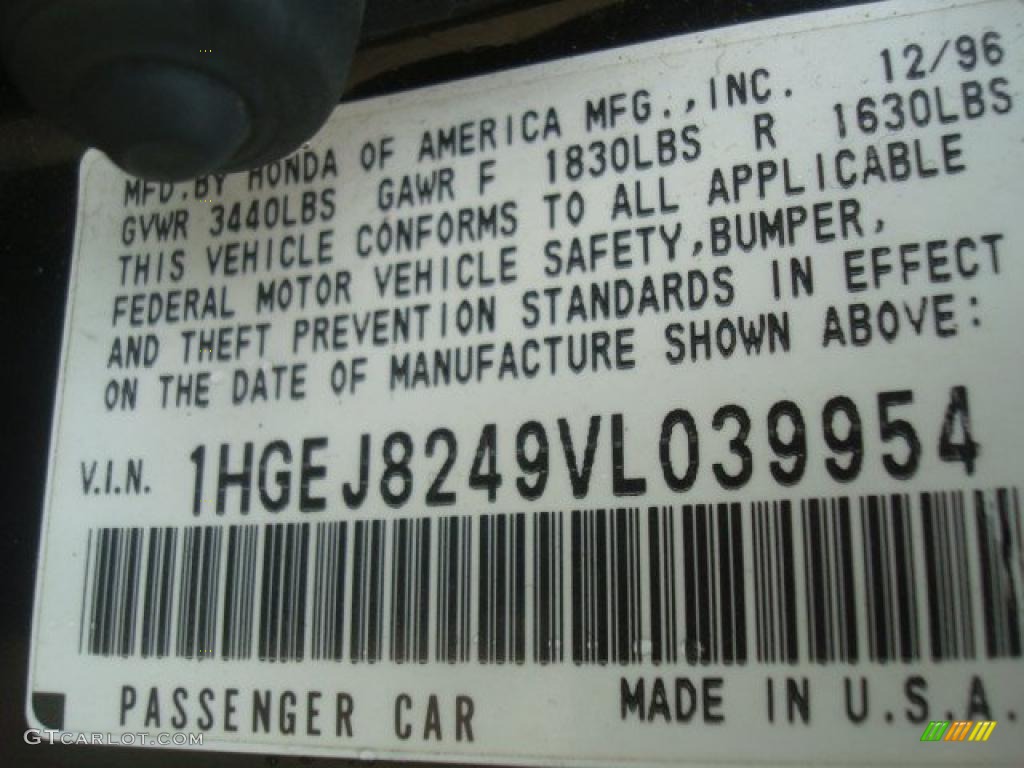 12/96
MFD.BY HONDA OF AMERICA MFG.,INC.
GVWR 3440LBS GAWR F 1830LBS R 1630LBS
THIS VEHICLE CONFORMS TO ALL APPLICABLE
FEDERAL MOTOR VEHICLE SAFETY,BUMPER,
AND THEFT PREVENTION STANDARDS IN EFFECT
ON THE DATE OF MANUFACTURE SHOWN ABOVE:
V.I.N. 1HGEJ8249VL039954
PASSENGER CAR MADE IN U.S.A.
GTCARLOT.COM